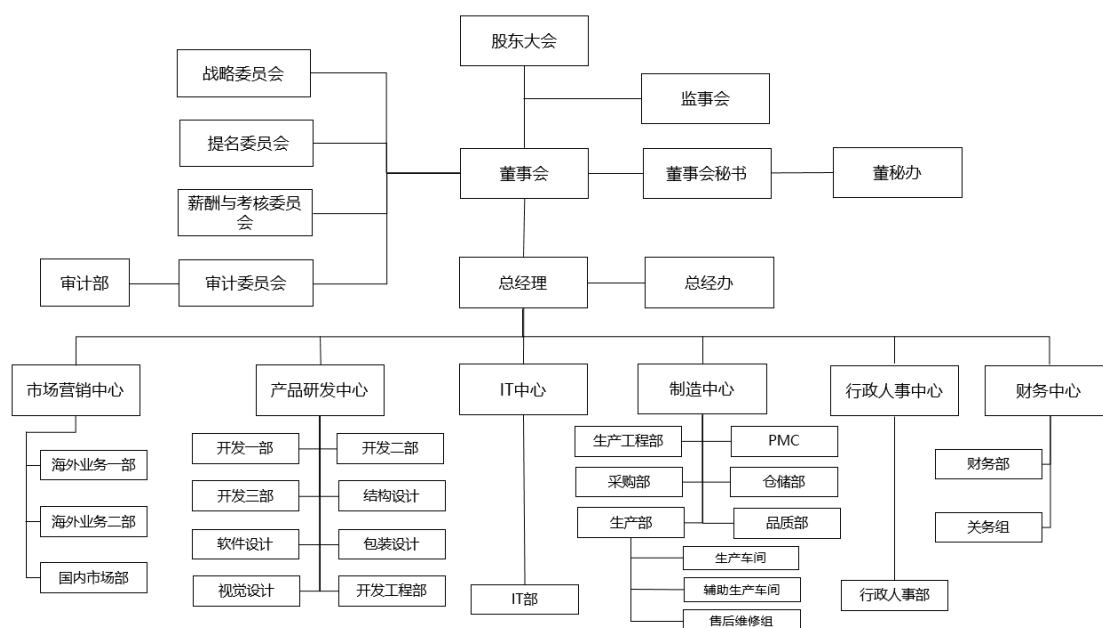 股东大会
战略委员会
监事会
提名委员会
董事会
董事会秘书
董秘办
薪酬与考核委员
会
审计部
审计委员会
总经理
总经办
市场营销中心
产品研发中心
IT中心
制造中心
行政人事中心
财务中心
海外业务一部
海外业务二部
国内市场部
开发一部
开发二部
开发三部
结构设计
软件设计
包装设计
视觉设计
开发工程部
IT部
生产工程部
PMC
采购部
仓储部
生产部
品质部
生产车间
辅助生产车间
售后维修组
行政人事部
财务部
关务组